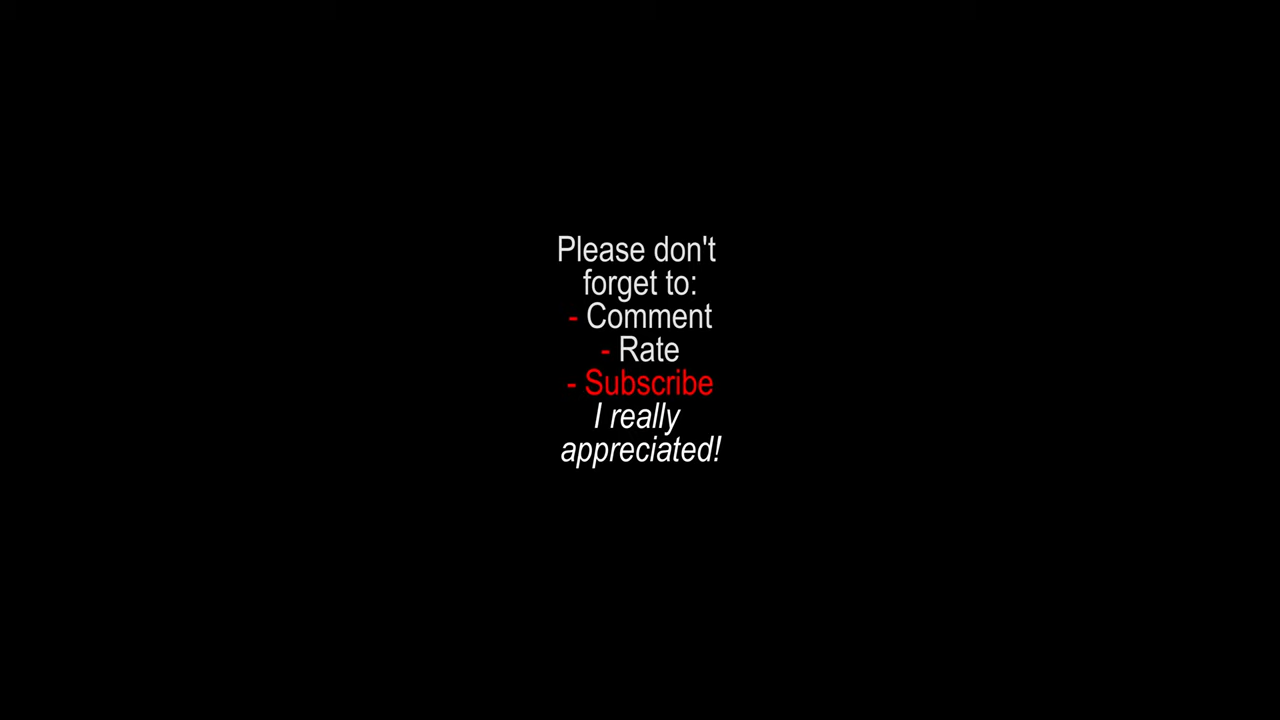 Please don't
forget to:
- Comment
- Rate
- Subscribe
I really
appreciated!